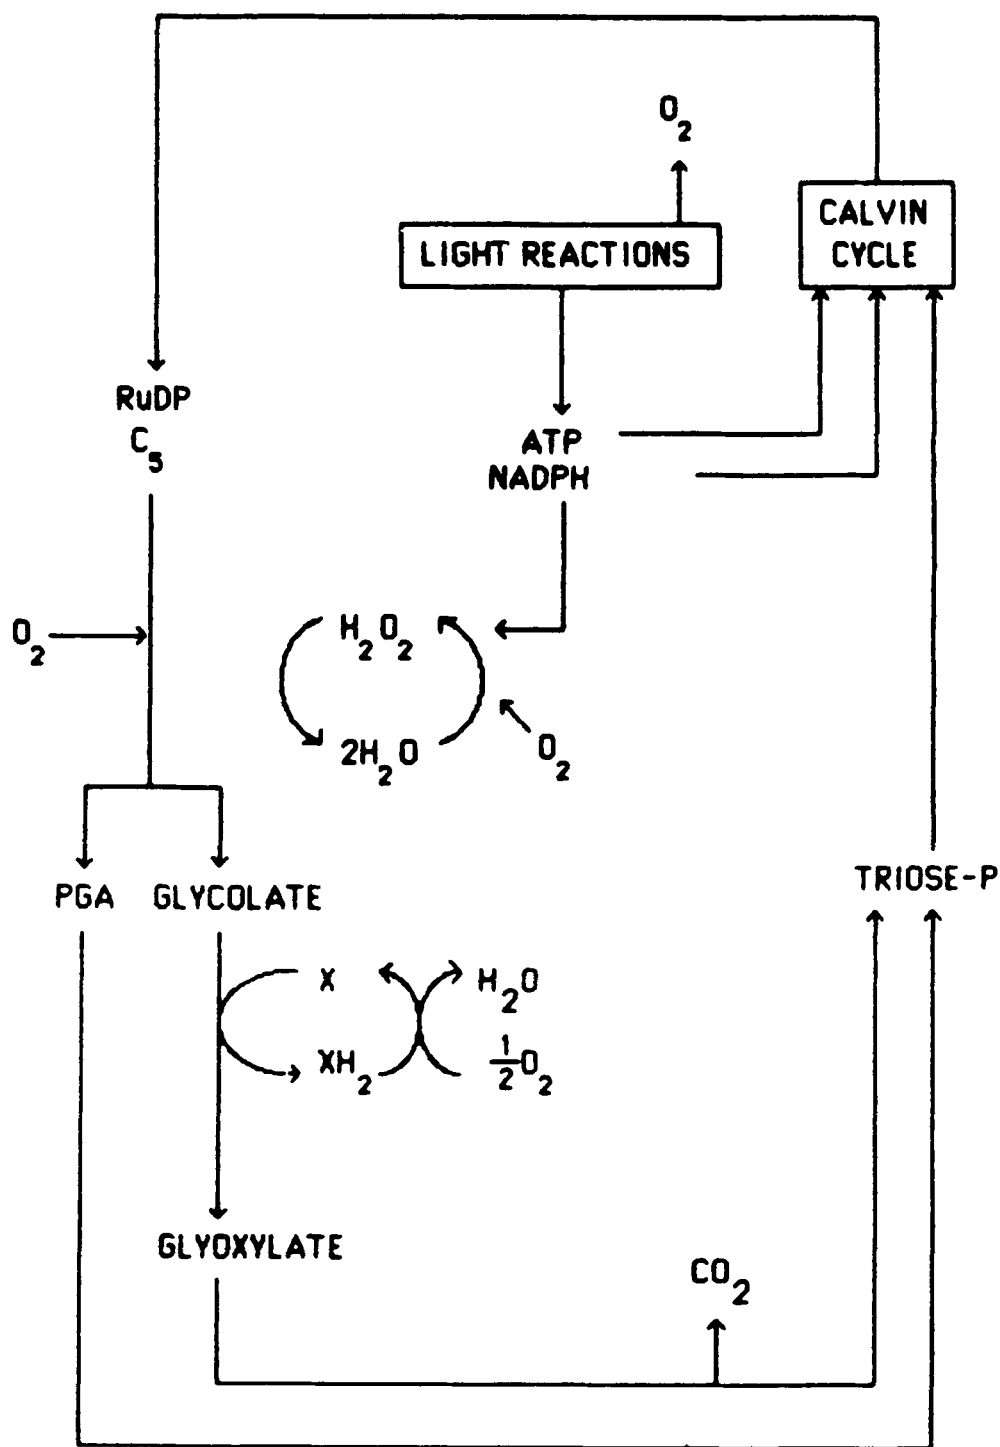 O₂
CALVIN
CYCLE
LIGHT REACTIONS
RuDP
C₅
ATP
NADPH
O₂
H₂O₂
2H₂O
O₂
PGA
GLYCOLATE
TRIOSE-P
X
H₂O
XH₂
½O₂
GLYOXYLATE
CO₂